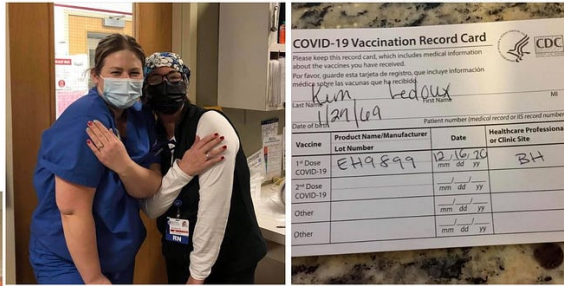 RN
COVID-19 Vaccination Record Card
CDC
Please keep this record card, which includes medical information
about the vaccines you have received.
Por favor, guarde esta tarjeta de registro, que incluye información
médica sobre las vacunas que ha recibido.
Kim Ledoux
Last Name First Name MI
1/29/69
Date of birth Patient number (medical record or IIS record number)
Vaccine Product Name/Manufacturer Date Healthcare Professional
Lot Number or Clinic Site
1st Dose EH9899 12/16/20 BH
COVID-19 mm dd yy
2nd Dose
COVID-19 mm dd yy
Other
mm dd yy
Other
mm dd yy